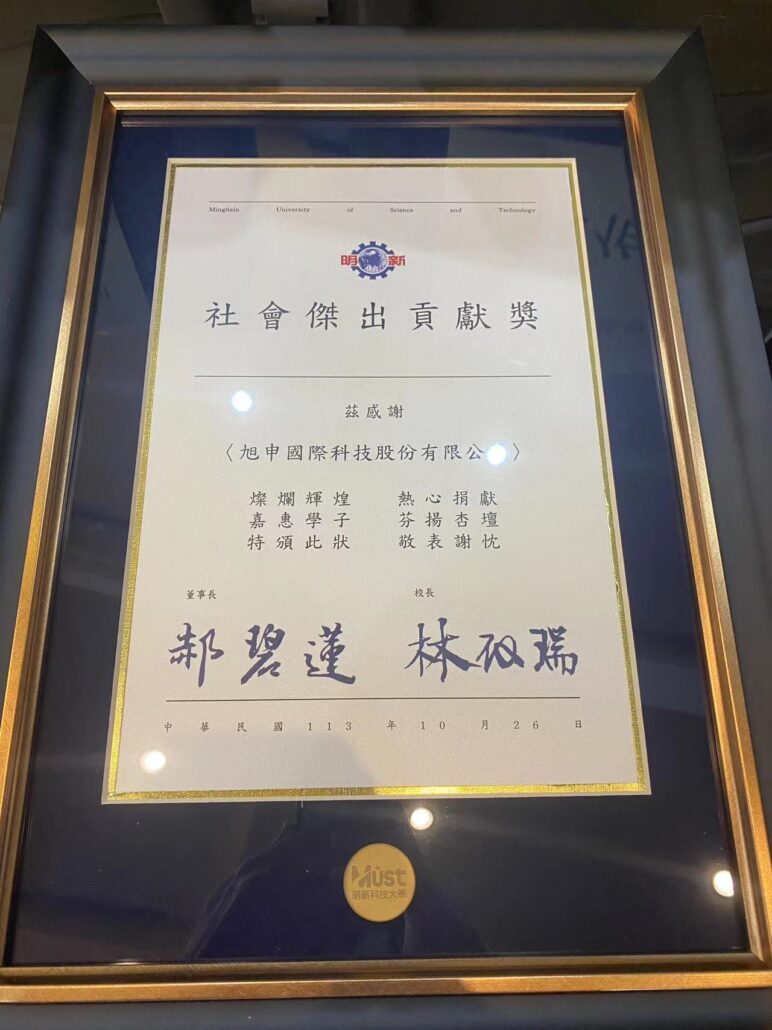 Minghsin University of Science and Technology
明新
社會傑出貢獻獎
茲感謝
〈旭申國際科技股份有限公 〉
燦爛輝煌 熱心捐獻
嘉惠學子 芬揚杏壇
特頒此狀 敬表謝忱
董事長 校長
郝碧蓮 林啟瑞
中華民國113年10月26日
Must
明新科技大學